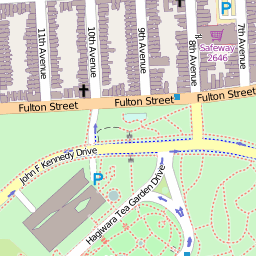 11th Avenue
10th Avenue
9th Avenue
8th Avenue
7th Avenue
P
Safeway
2646
Fulton Street
Fulton Street
Fulton Street
John F Kennedy Drive
P
Hagiwara Tea Garden Drive